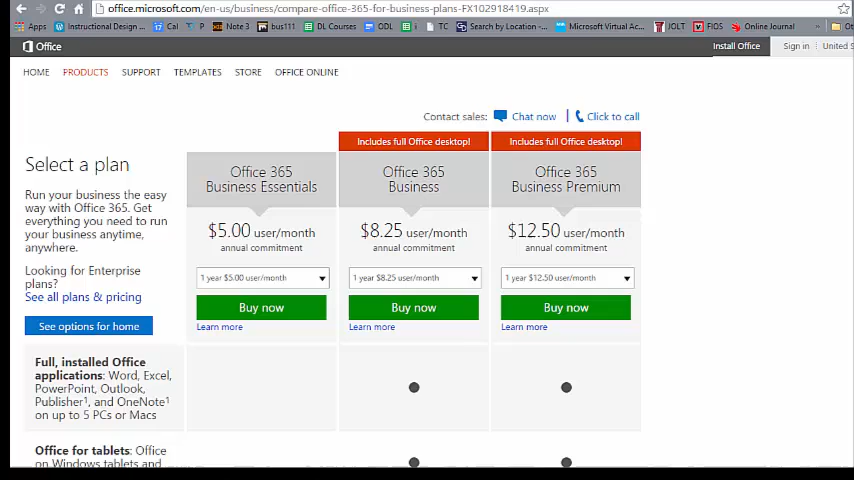 office.microsoft.com/en-us/business/compare-office-365-for-business-plans-FX102918419.aspx
Apps Instructional Design ... Cal P Note 3 bus111 DL Courses ODL TC Search by Location -... Microsoft Virtual Ac... JOLT FIOS Online Journal » Ot
Office Install Office Sign in United S
HOME PRODUCTS SUPPORT TEMPLATES STORE OFFICE ONLINE
Contact sales: Chat now | Click to call
Includes full Office desktop! Includes full Office desktop!
Select a plan
Run your business the easy
way with Office 365. Get
everything you need to run
your business anytime,
anywhere.
Looking for Enterprise
plans?
See all plans & pricing
See options for home
Office 365
Business Essentials
$5.00 user/month
annual commitment
1 year $5.00 user/month
Buy now
Learn more
Office 365
Business
$8.25 user/month
annual commitment
1 year $8.25 user/month
Buy now
Learn more
Office 365
Business Premium
$12.50 user/month
annual commitment
1 year $12.50 user/month
Buy now
Learn more
Full, installed Office
applications: Word, Excel,
PowerPoint, Outlook,
Publisher¹, and OneNote¹
on up to 5 PCs or Macs
Office for tablets: Office
on Windows tablets and